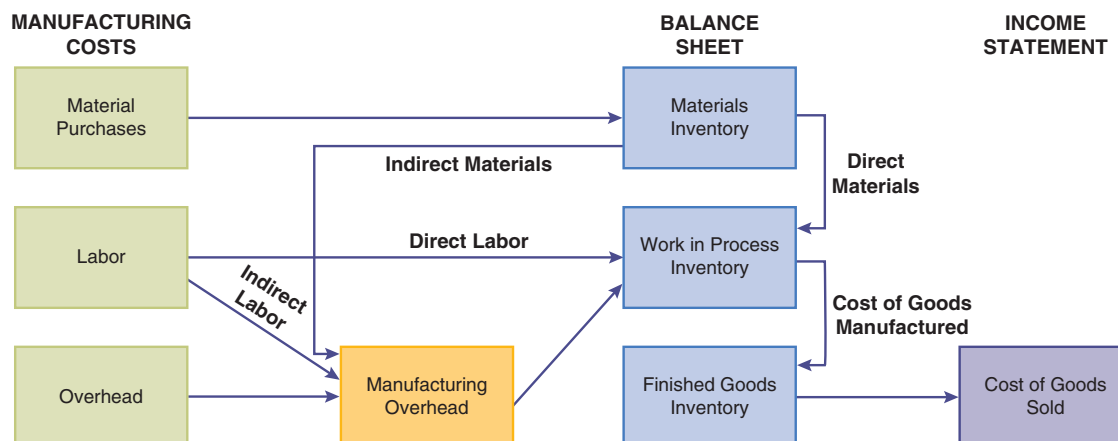 MANUFACTURING
COSTS
BALANCE
SHEET
INCOME
STATEMENT
Material
Purchases
Materials
Inventory
Indirect Materials
Direct
Materials
Labor
Direct Labor
Work in Process
Inventory
Indirect
Labor
Cost of Goods
Manufactured
Overhead
Manufacturing
Overhead
Finished Goods
Inventory
Cost of Goods
Sold